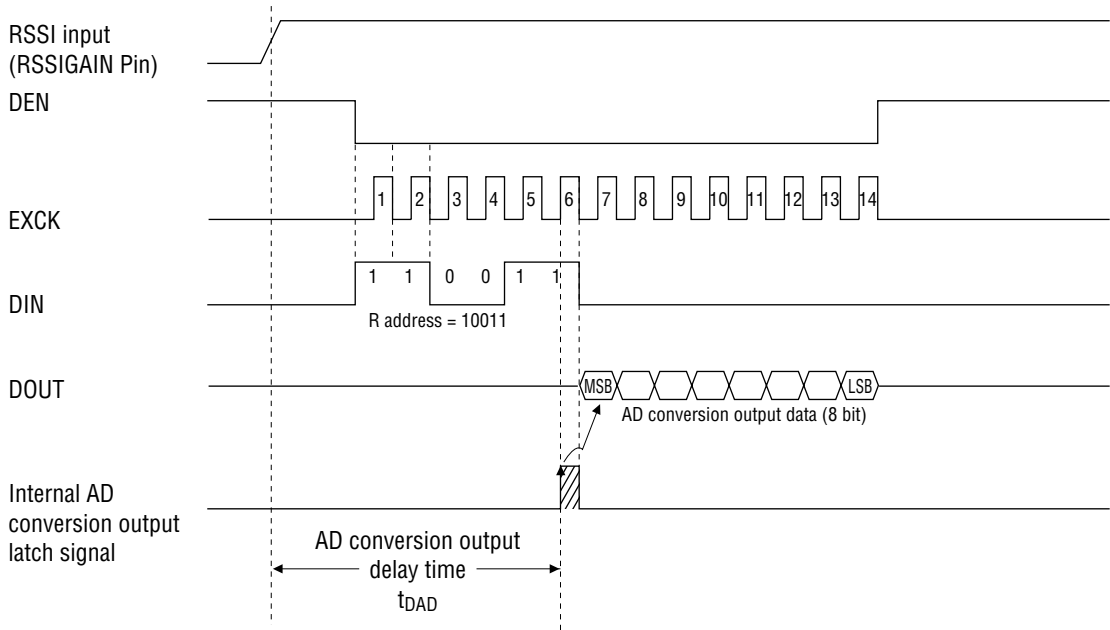 RSSI input
(RSSIGAIN Pin)
DEN
EXCK
1 2 3 4 5 6 7 8 9 10 11 12 13 14
DIN
1 1 0 0 1 1
R address = 10011
DOUT
MSB LSB
AD conversion output data (8 bit)
Internal AD
conversion output
latch signal
AD conversion output
delay time
tDAD